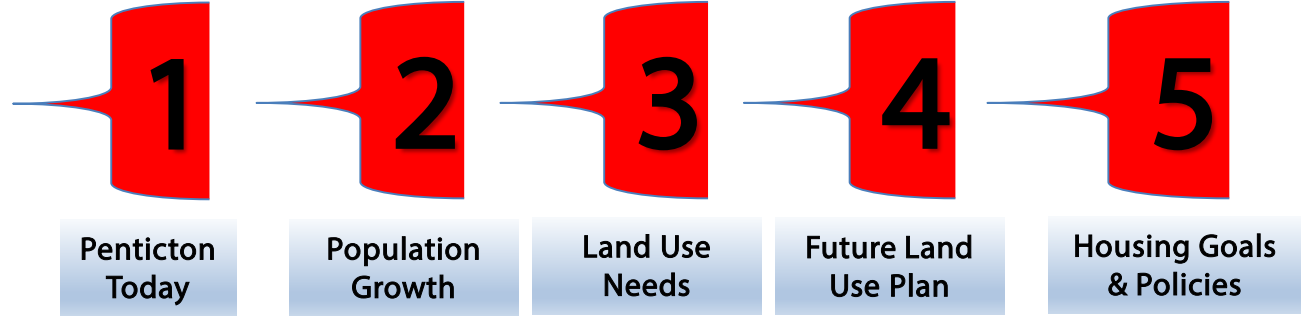 1
2
3
4
5
Penticton
Today
Population
Growth
Land Use
Needs
Future Land
Use Plan
Housing Goals
& Policies